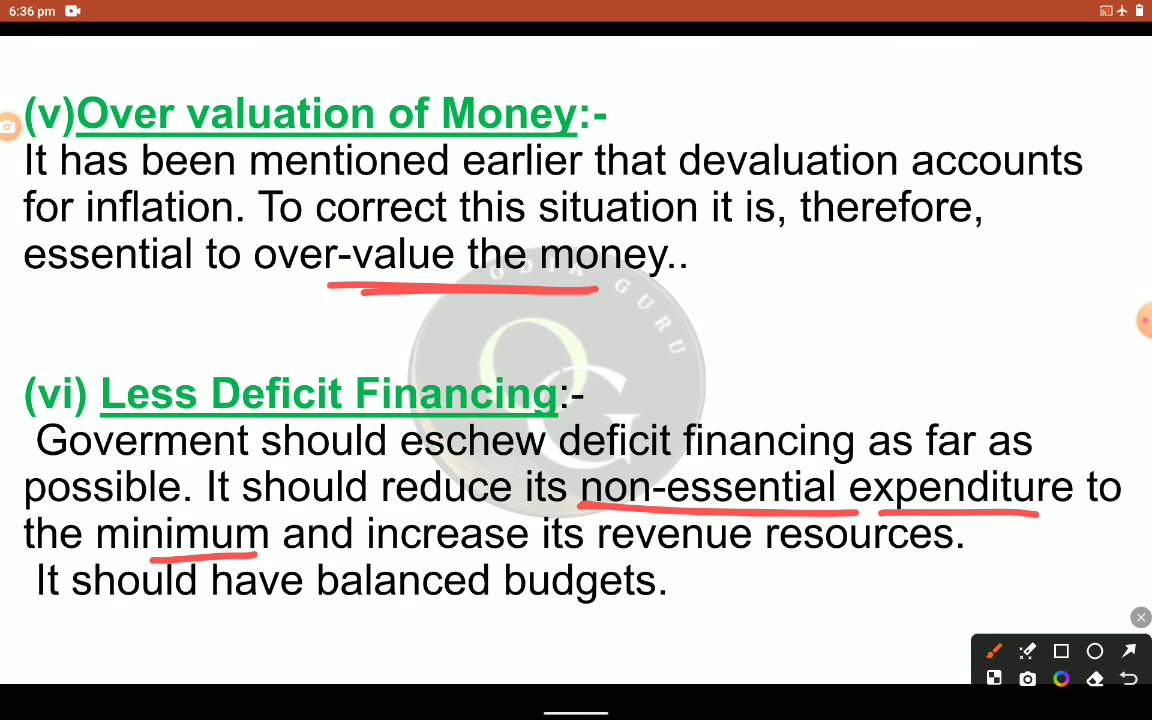 6:36 pm
(v)Over valuation of Money:-
It has been mentioned earlier that devaluation accounts
for inflation. To correct this situation it is, therefore,
essential to over-value the money..
ODIA GURU
OG
(vi) Less Deficit Financing:-
Goverment should eschew deficit financing as far as
possible. It should reduce its non-essential expenditure to
the minimum and increase its revenue resources.
It should have balanced budgets.